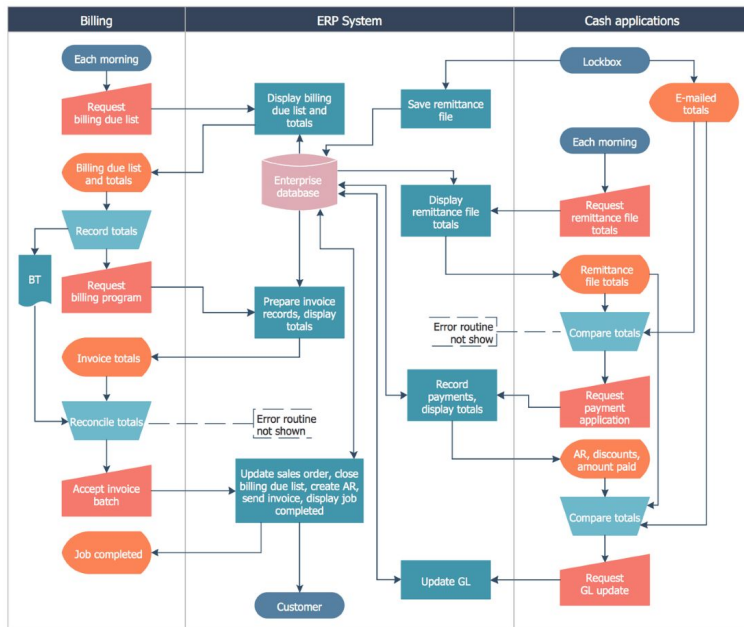 Billing
ERP System
Cash applications
Each morning
Request
billing due list
Billing due list
and totals
Record totals
BT
Request
billing program
Invoice totals
Reconcile totals
Error routine
not shown
Accept invoice
batch
Job completed
Display billing
due list and
totals
Save remittance
file
Enterprise
database
Display
remittance file
totals
Prepare invoice
records, display
totals
Record
payments,
display totals
Update sales order, close
billing due list, create AR,
send invoice, display job
completed
Update GL
Customer
Lockbox
E-mailed
totals
Each morning
Request
remittance file
totals
Remittance
file totals
Error routine
not show
Compare totals
Request
payment
application
AR, discounts,
amount paid
Compare totals
Request
GL update